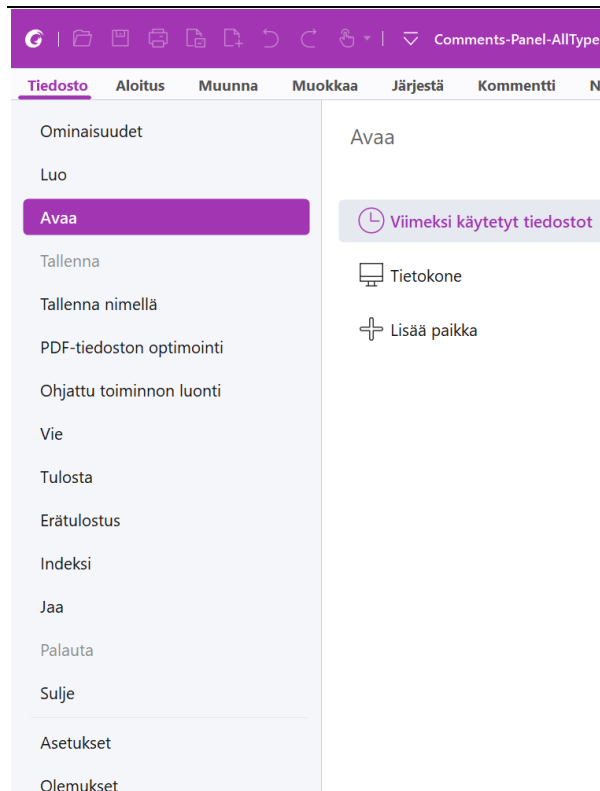 Comments-Panel-AllType
Tiedosto Aloitus Muunna Muokkaa Järjestä Kommentti N
Ominaisuudet
Luo
Avaa
Tallenna
Tallenna nimellä
PDF-tiedoston optimointi
Ohjattu toiminnon luonti
Vie
Tulosta
Erätulostus
Indeksi
Jaa
Palauta
Sulje
Asetukset
Olemukset
Avaa
Viimeksi käytetyt tiedostot
Tietokone
Lisää paikka